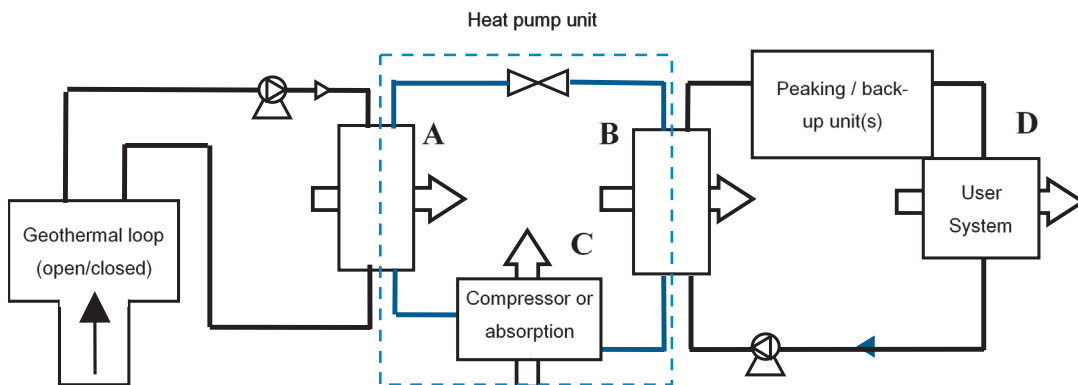 Heat pump unit
Peaking / back-
up unit(s)
A
B
D
User
System
Geothermal loop
(open/closed)
C
Compressor or
absorption